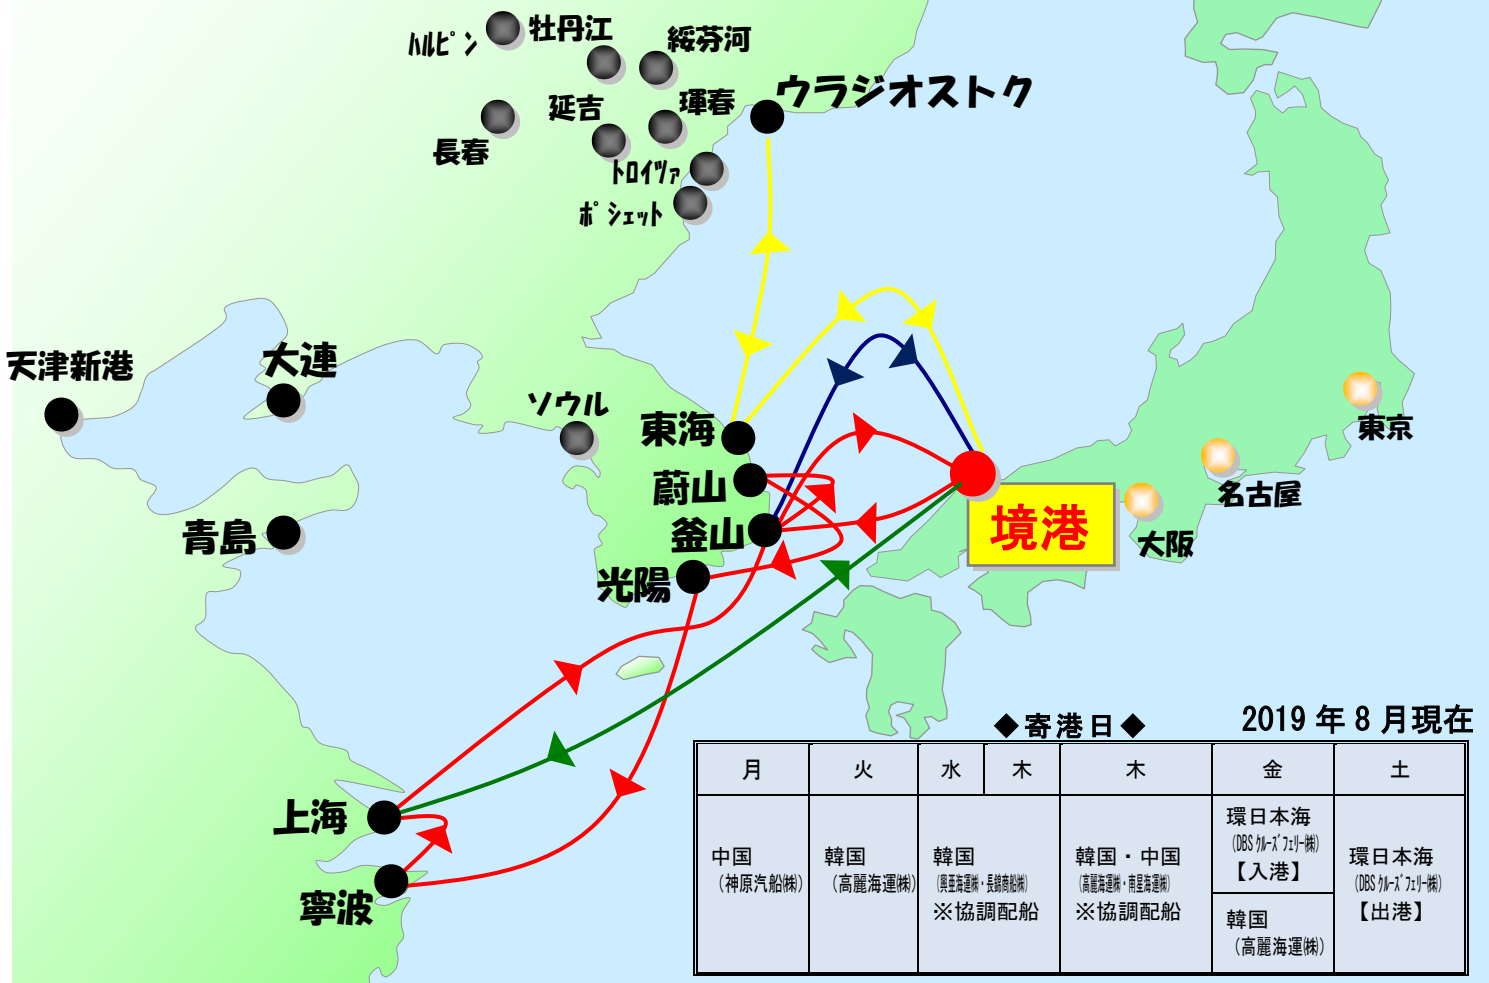 ﾊﾙﾋﾟﾝ
牡丹江
綏芬河
ウラジオストク
延吉
琿春
長春
ﾄﾛｲﾂｧ
ﾎﾟｼｪｯﾄ
天津新港
大連
ソウル
東海
東京
蔚山
名古屋
青島
釜山
境港
大阪
光陽
上海
寧波
◆寄港日◆
2019 年 8 月現在
月
火
水
木
木
金
土
中国
（神原汽船㈱）
韓国
（高麗海運㈱）
韓国
（興亜海運㈱・長錦商船㈱）
※協調配船
韓国・中国
（高麗海運㈱・南星海運㈱）
※協調配船
環日本海
（DBSｸﾙｰｽﾞﾌｪﾘｰ㈱）
【入港】
韓国
（高麗海運㈱）
環日本海
（DBSｸﾙｰｽﾞﾌｪﾘｰ㈱）
【出港】